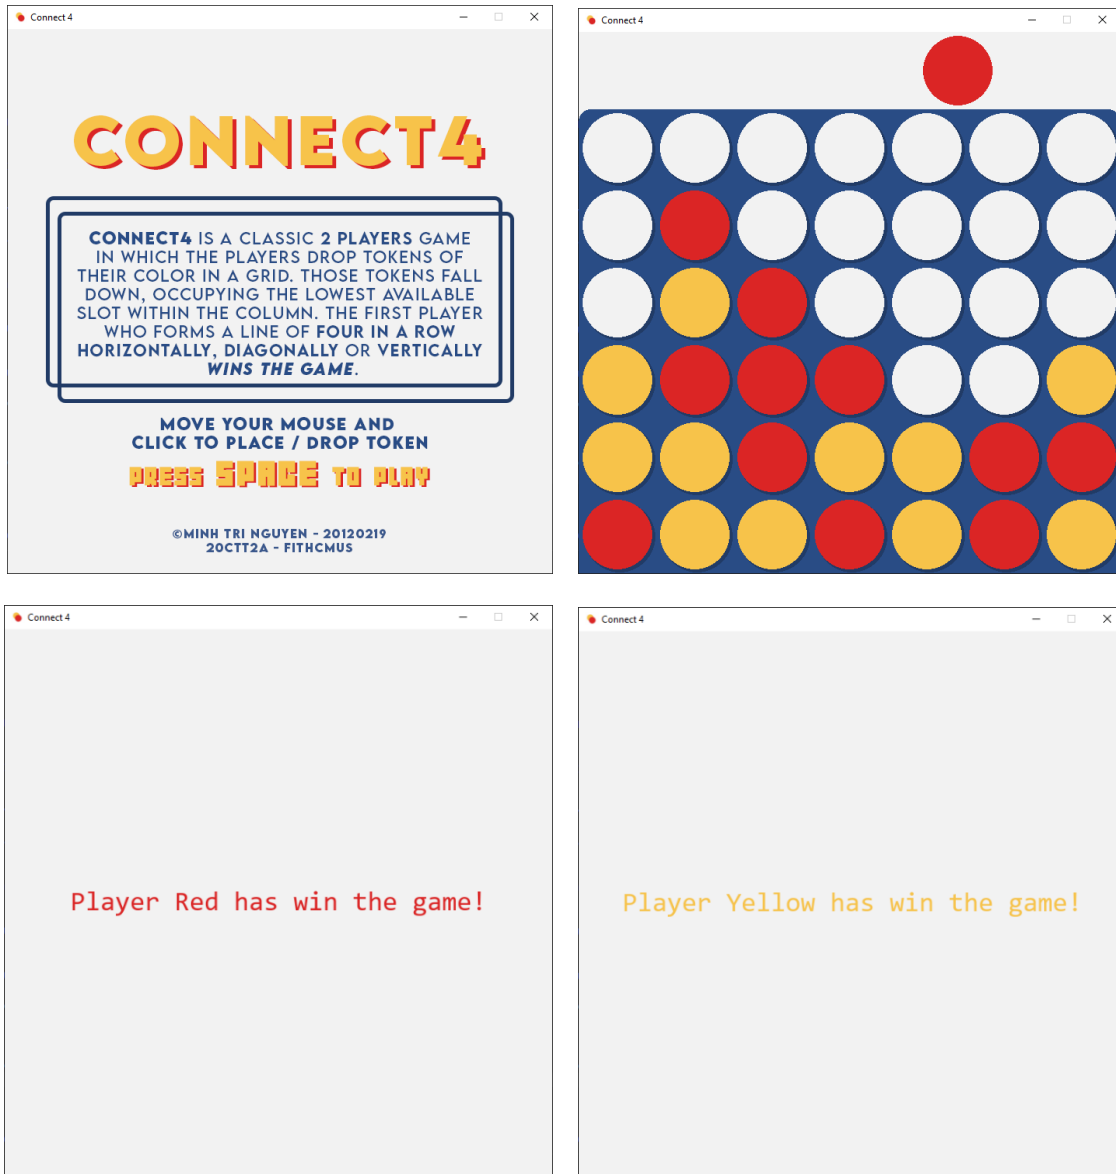 Connect 4
CONNECT4
CONNECT4 IS A CLASSIC 2 PLAYERS GAME
IN WHICH THE PLAYERS DROP TOKENS OF
THEIR COLOR IN A GRID. THOSE TOKENS FALL
DOWN, OCCUPYING THE LOWEST AVAILABLE
SLOT WITHIN THE COLUMN. THE FIRST PLAYER
WHO FORMS A LINE OF FOUR IN A ROW
HORIZONTALLY, DIAGONALLY OR VERTICALLY
WINS THE GAME.
MOVE YOUR MOUSE AND
CLICK TO PLACE / DROP TOKEN
PRESS SPACE TO PLAY
©MINH TRI NGUYEN - 20120219
20CTT2A - FITHCMUS
Connect 4
Connect 4
Player Red has win the game!
Connect 4
Player Yellow has win the game!